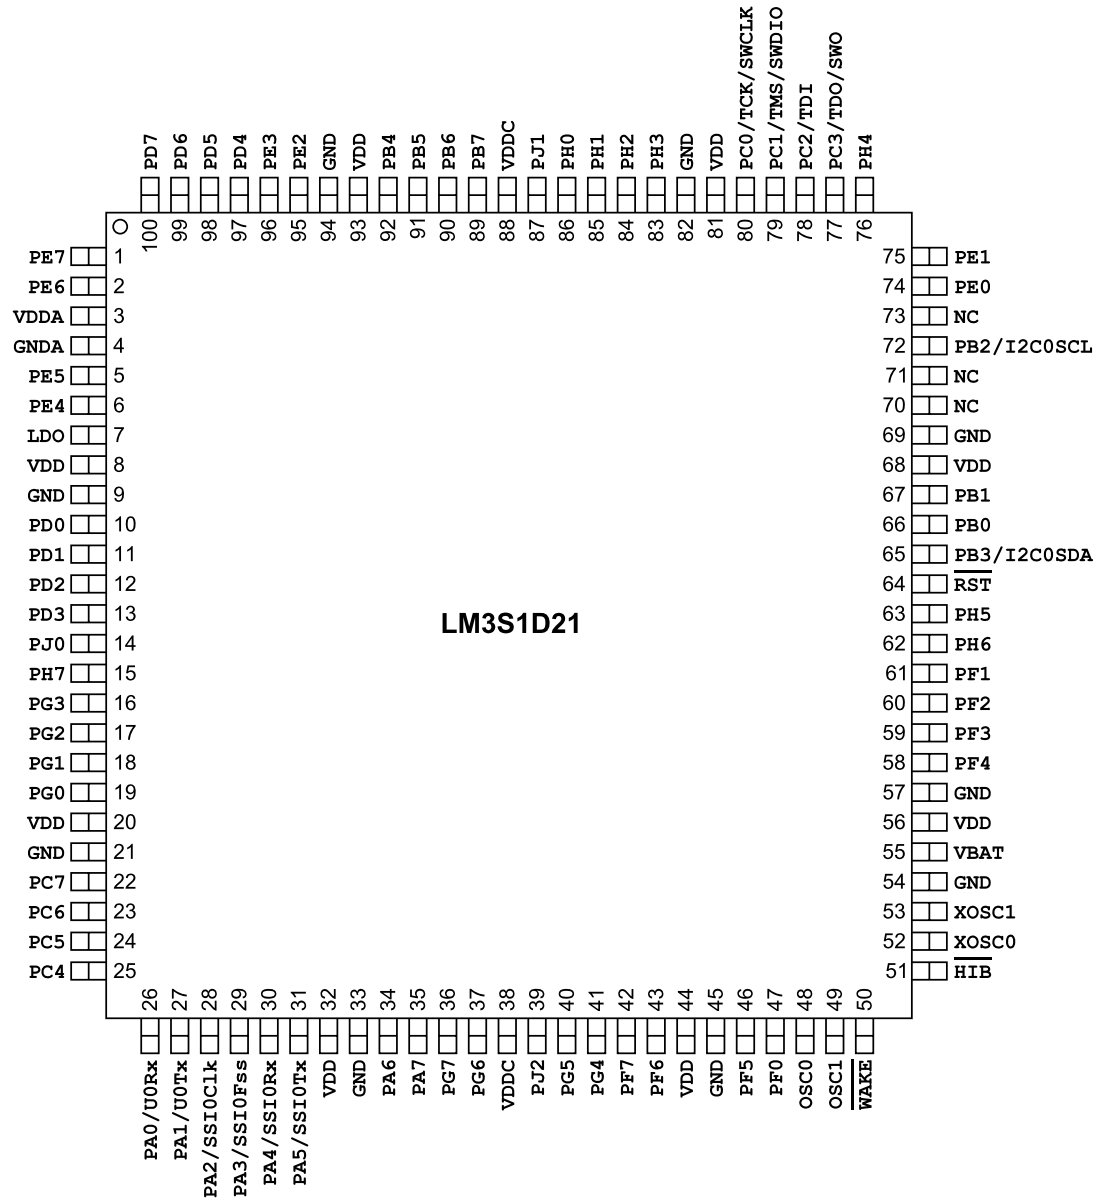 PD7
PD6
PD5
PD4
PE3
PE2
GND
VDD
PB4
PB5
PB6
PB7
VDDC
PJ1
PH0
PH1
PH2
PH3
GND
VDD
PC0/TCK/SWCLK
PC1/TMS/SWDIO
PC2/TDI
PC3/TDO/SWO
PH4
100
99
98
97
96
95
94
93
92
91
90
89
88
87
86
85
84
83
82
81
80
79
78
77
76
PE7 1
PE6 2
VDDA 3
GNDA 4
PE5 5
PE4 6
LDO 7
VDD 8
GND 9
PD0 10
PD1 11
PD2 12
PD3 13
PJ0 14
PH7 15
PG3 16
PG2 17
PG1 18
PG0 19
VDD 20
GND 21
PC7 22
PC6 23
PC5 24
PC4 25
LM3S1D21
75 PE1
74 PE0
73 NC
72 PB2/I2C0SCL
71 NC
70 NC
69 GND
68 VDD
67 PB1
66 PB0
65 PB3/I2C0SDA
64 RST
63 PH5
62 PH6
61 PF1
60 PF2
59 PF3
58 PF4
57 GND
56 VDD
55 VBAT
54 GND
53 XOSC1
52 XOSC0
51 HIB
26
27
28
29
30
31
32
33
34
35
36
37
38
39
40
41
42
43
44
45
46
47
48
49
50
PA0/U0Rx
PA1/U0Tx
PA2/SSI0Clk
PA3/SSI0Fss
PA4/SSI0Rx
PA5/SSI0Tx
VDD
GND
PA6
PA7
PG7
PG6
VDDC
PJ2
PG5
PG4
PF7
PF6
VDD
GND
PF5
PF0
OSC0
OSC1
WAKE